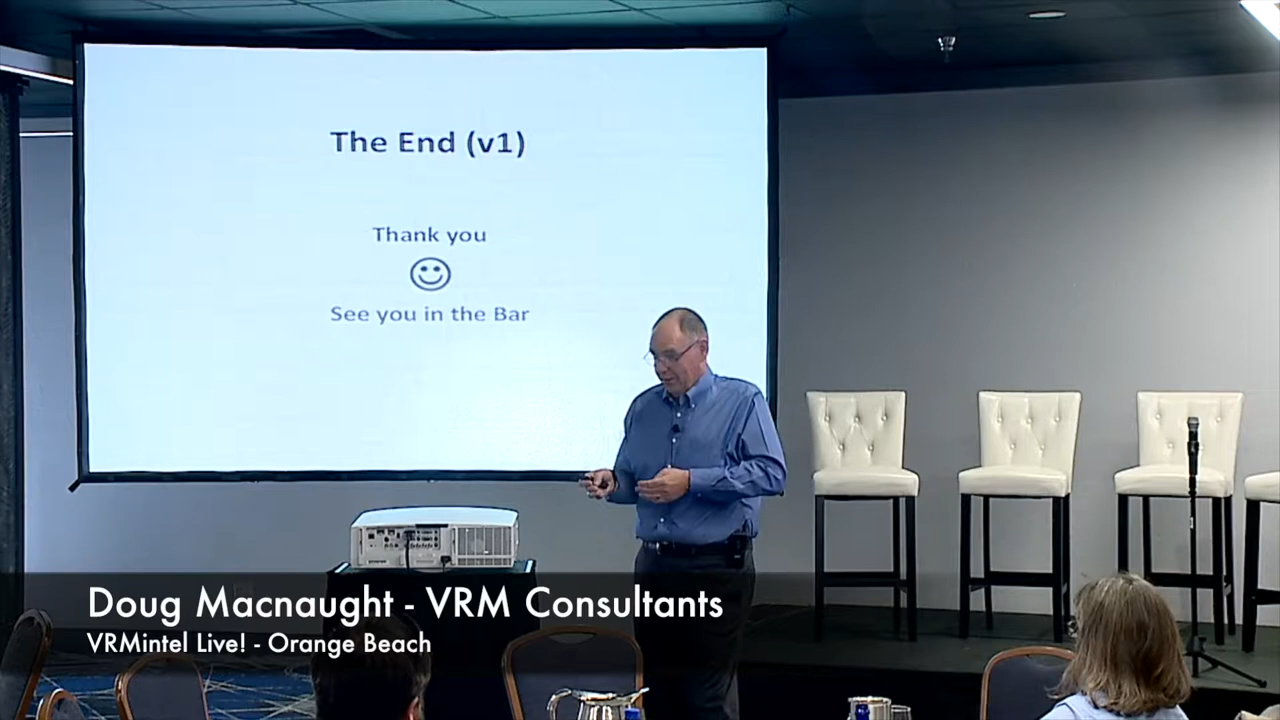 The End (v1)
Thank you
See you in the Bar
Doug Macnaught - VRM Consultants
VRMintel Live! - Orange Beach